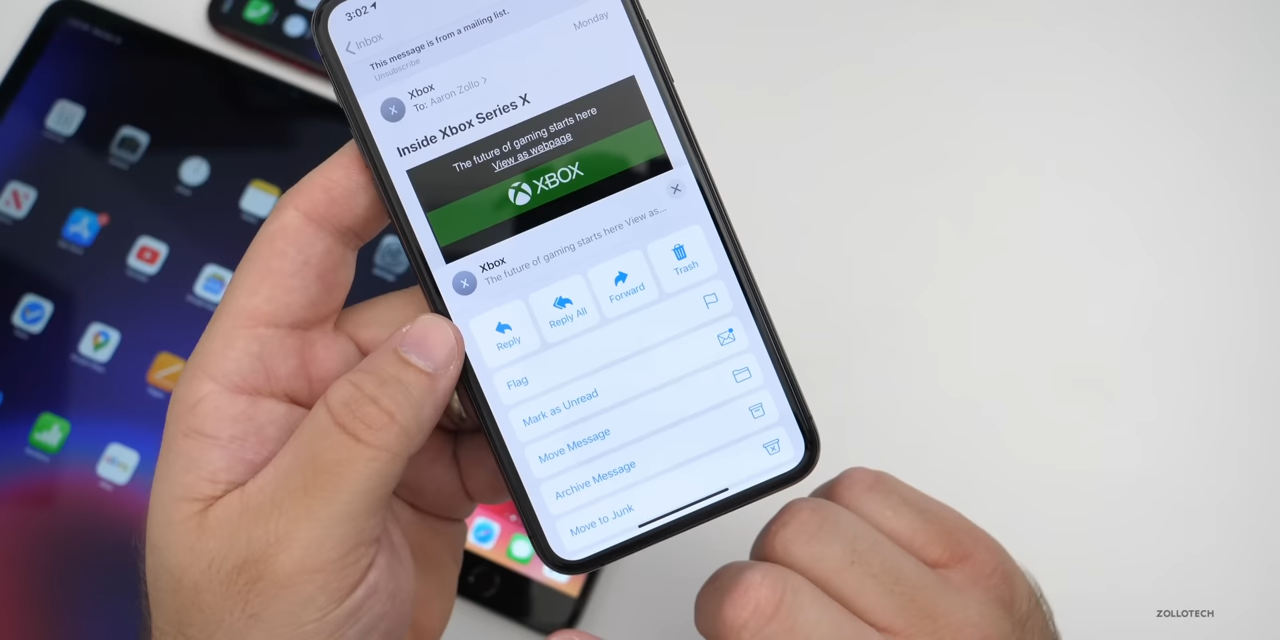 3:02
Inbox
This message is from a mailing list.
Unsubscribe
Monday
Xbox
To: Aaron Zollo
Inside Xbox Series X
The future of gaming starts here
View as webpage
XBOX
X
X
Xbox
The future of gaming starts here View as...
Reply
Reply All
Forward
Trash
Flag
Mark as Unread
Move Message
Archive Message
Move to Junk
ZOLLOTECH